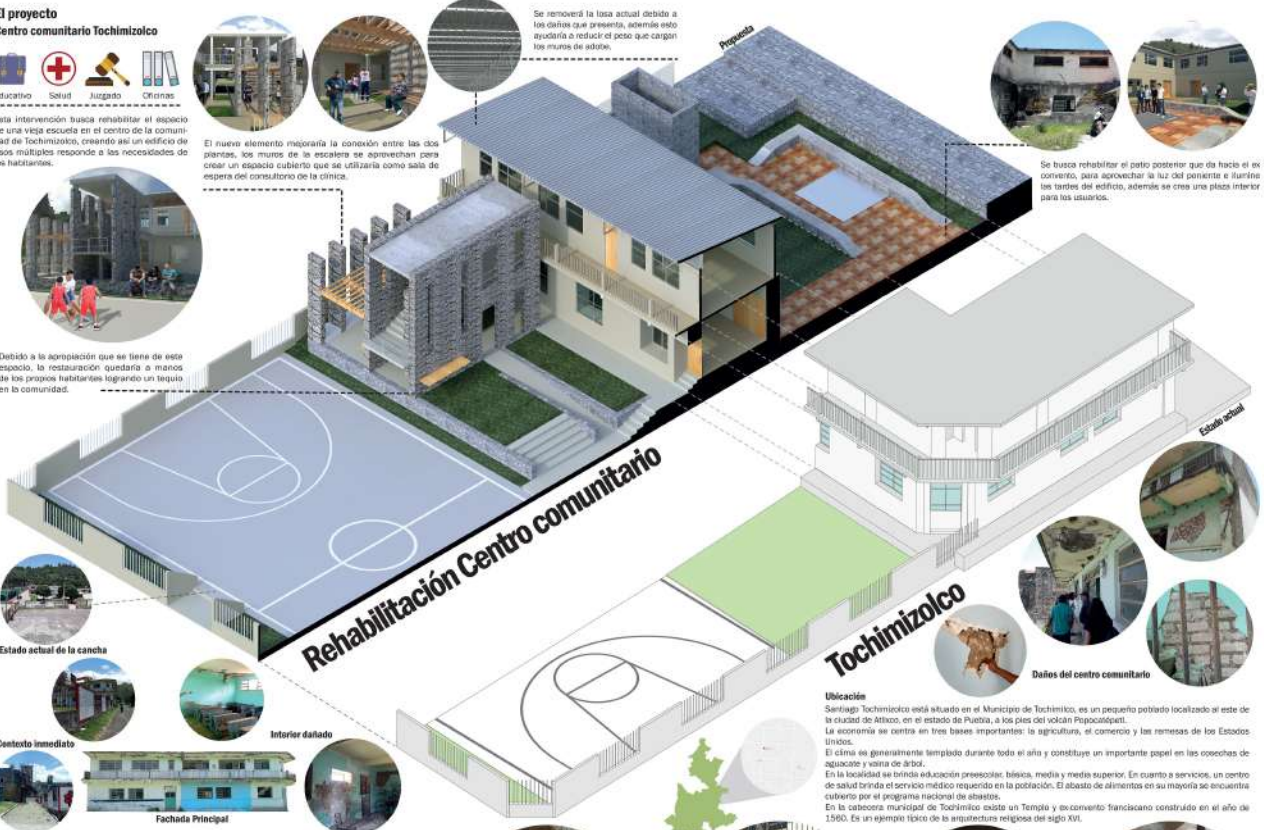 El proyecto
Centro comunitario Tochimizolco
Educativo
Salud
Juzgado
Oficinas
Esta intervención busca rehabilitar el espacio
de una vieja escuela en el centro de la comuni-
dad de Tochimizolco, creando así un edificio de
usos múltiples responde a las necesidades de
los habitantes.
El nuevo elemento mejoraría la conexión entre las dos
plantas, los muros de la escalera se aprovechan para
crear un espacio cubierto que se utilizaría como sala de
espera del consultorio de la clínica.
Se removerá la losa actual debido a
los daños que presenta, además esto
ayudaría a reducir el peso que cargan
los muros de adobe.
Propuesta
Se busca rehabilitar el patio posterior que da hacia el ex
convento, para aprovechar la luz del poniente e ilumine
las tardes del edificio, además se crea una plaza interior
para los usuarios.
Debido a la apropiación que se tiene de este
espacio, la restauración quedaría a manos
de los propios habitantes logrando un tequio
en la comunidad.
Estado actual
Rehabilitación Centro comunitario
Tochimizolco
Estado actual de la cancha
Contexto inmediato
Interior dañado
Fachada Principal
Daños del centro comunitario
Ubicación
Santiago Tochimizolco está situado en el Municipio de Tochimilco, es un pequeño poblado localizado al este de
la ciudad de Atlixco, en el estado de Puebla, a los pies del volcán Popocatépetl.
La economía se centra en tres bases importantes: la agricultura, el comercio y las remesas de los Estados
Unidos.
El clima es generalmente templado durante todo el año y constituye un importante papel en las cosechas de
aguacate y vaina de árbol.
En la localidad se brinda educación preescolar, básica, media y media superior. En cuanto a servicios, un centro
de salud brinda el servicio médico requerido en la población. El abasto de alimentos en su mayoría se encuentra
cubierto por el programa nacional de abastos.
En la cabecera municipal de Tochimilco existe un Templo y ex-convento franciscano construido en el año de
1560. Es un ejemplo típico de la arquitectura religiosa del siglo XVI.